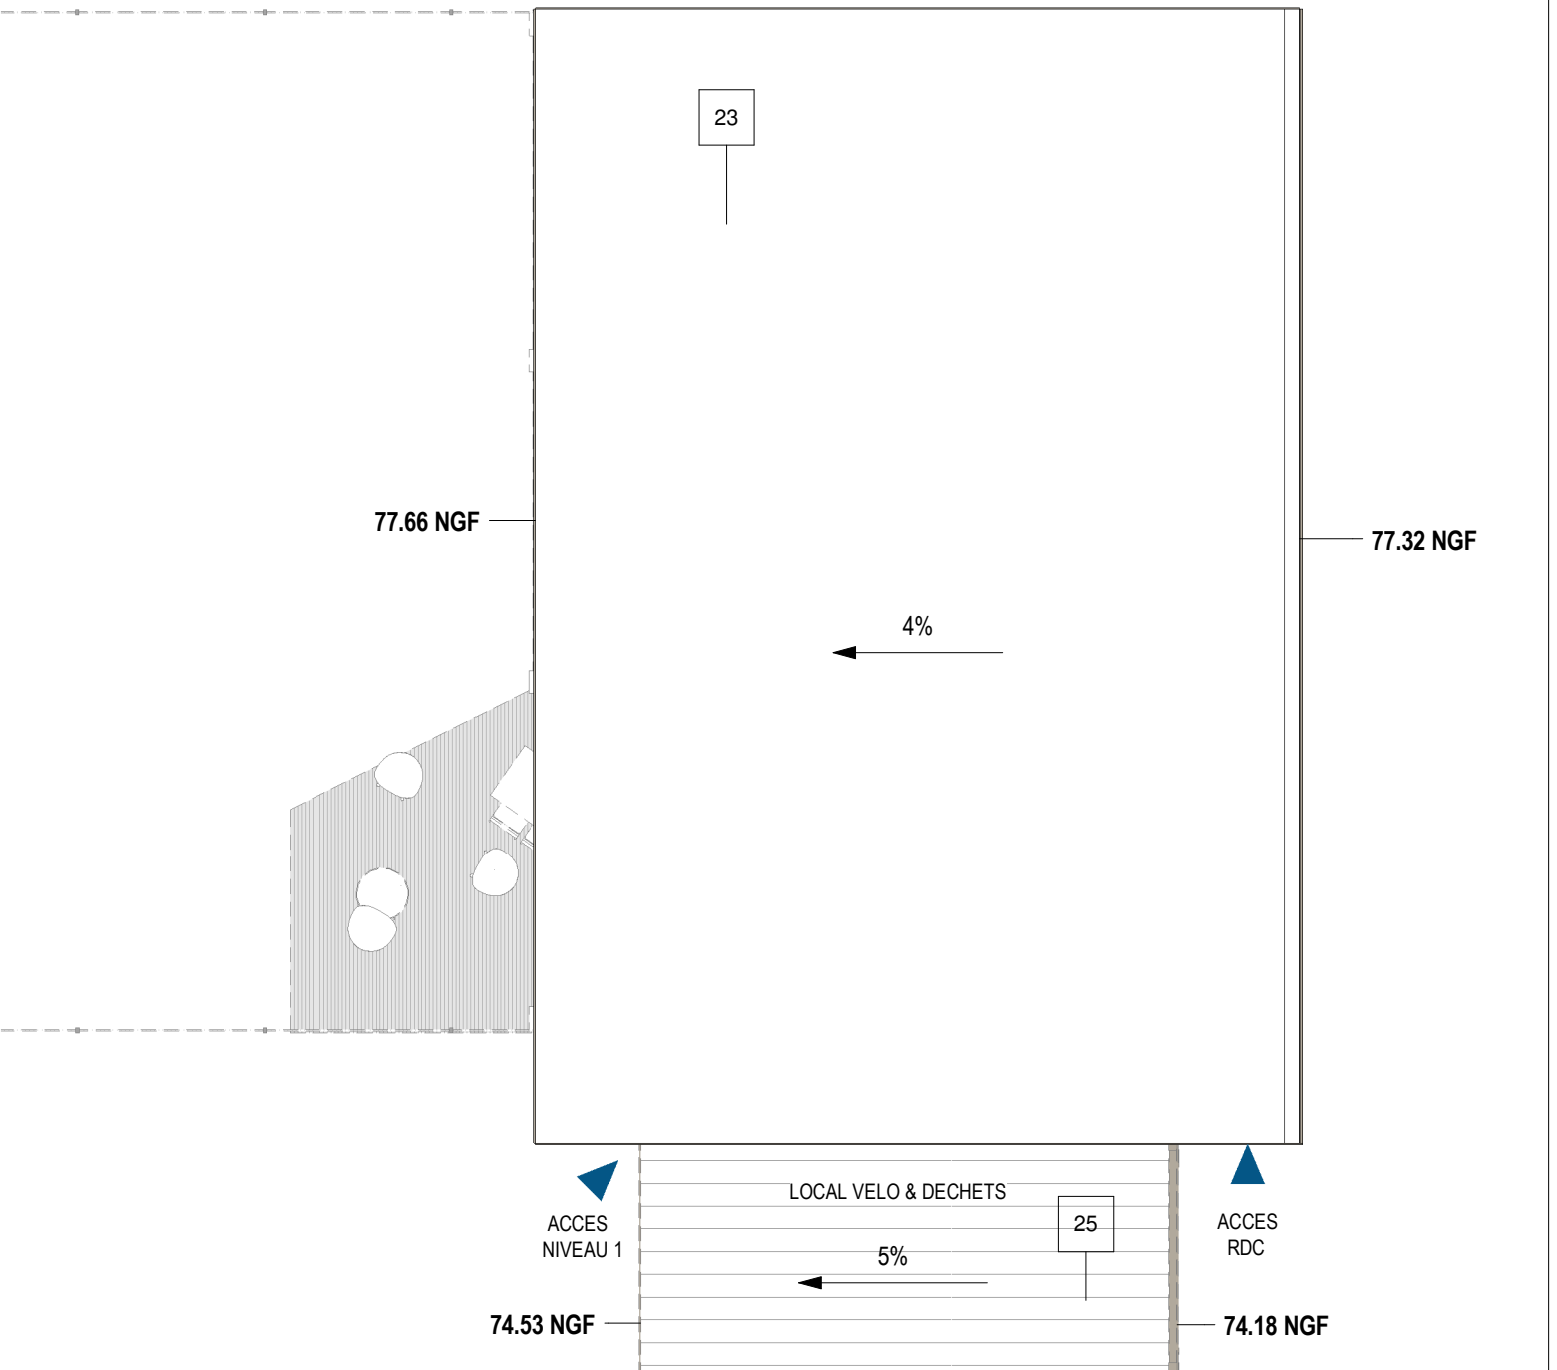 23
77.66 NGF
77.32 NGF
4%
LOCAL VELO & DECHETS
25
ACCES
NIVEAU 1
ACCES
RDC
5%
74.53 NGF
74.18 NGF